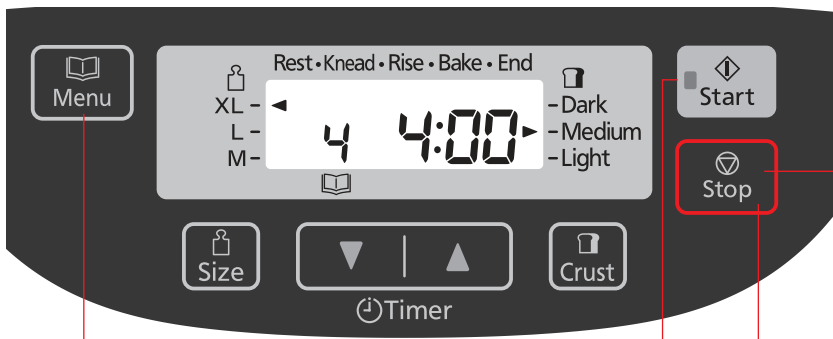 Menu
Rest • Knead • Rise • Bake • End
XL –
L –
M –
4
4:00
– Dark
– Medium
– Light
Start
Stop
Size
Crust
Timer